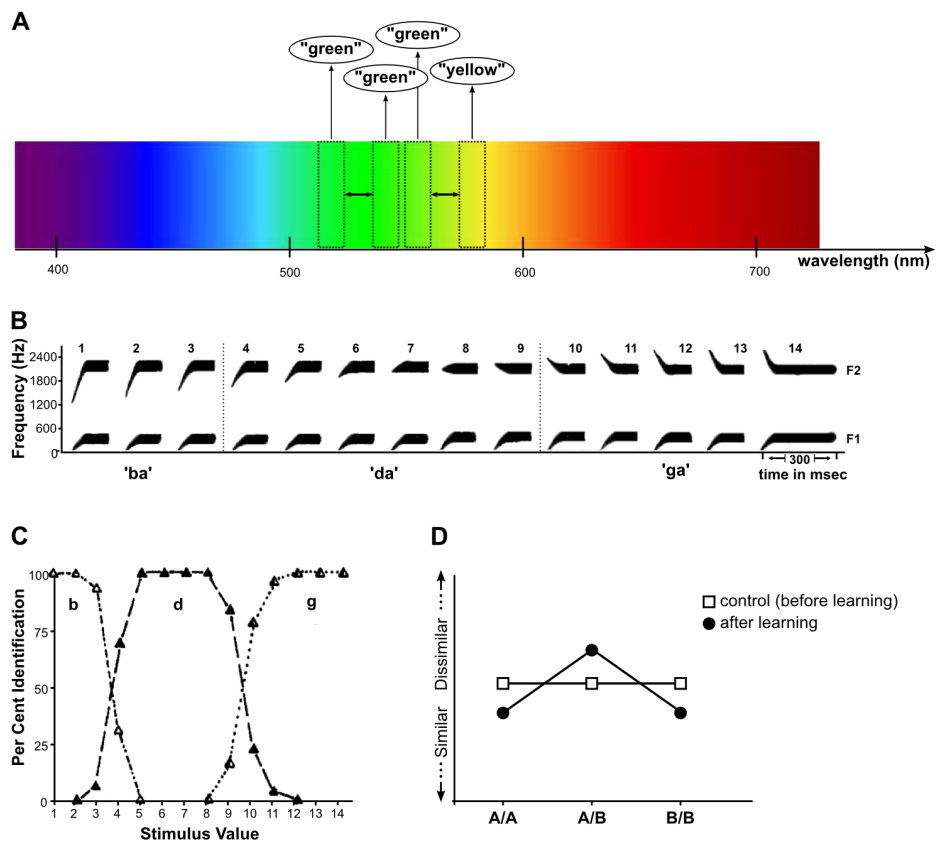 A
"green"
"green"
"green"
"yellow"
400
500
600
700
wavelength (nm)
B
Frequency (Hz)
2400
1800
1200
600
0
1 2 3 4 5 6 7 8 9 10 11 12 13 14
F2
F1
'ba'
'da'
'ga'
300
time in msec
C
Per Cent Identification
100
75
50
25
0
b
d
g
1 2 3 4 5 6 7 8 9 10 11 12 13 14
Stimulus Value
D
Similar Dissimilar
control (before learning)
after learning
A/A
A/B
B/B